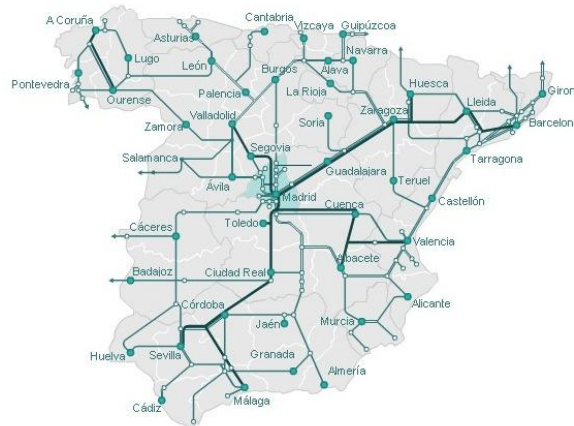 A Coruña
Asturias
Cantabria
Vizcaya
Guipúzcoa
Lugo
León
Burgos
Álava
Navarra
Pontevedra
Ourense
Palencia
La Rioja
Huesca
Lleida
Giron
Zamora
Valladolid
Soria
Zaragoza
Barcelon
Segovia
Tarragona
Salamanca
Ávila
Guadalajara
Teruel
Madrid
Castellón
Cáceres
Toledo
Cuenca
Valencia
Badajoz
Ciudad Real
Albacete
Córdoba
Alicante
Jaén
Murcia
Huelva
Sevilla
Granada
Almería
Cádiz
Málaga